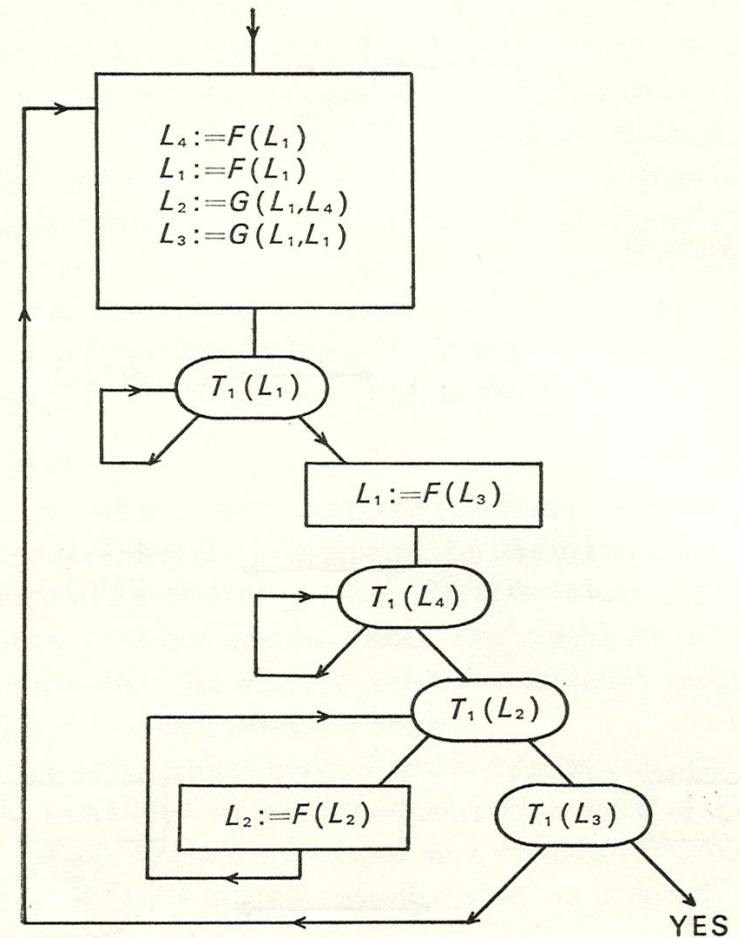 L₄:=F(L₁)
L₁:=F(L₁)
L₂:=G(L₁,L₄)
L₃:=G(L₁,L₁)
T₁(L₁)
L₁:=F(L₃)
T₁(L₄)
T₁(L₂)
L₂:=F(L₂)
T₁(L₃)
YES